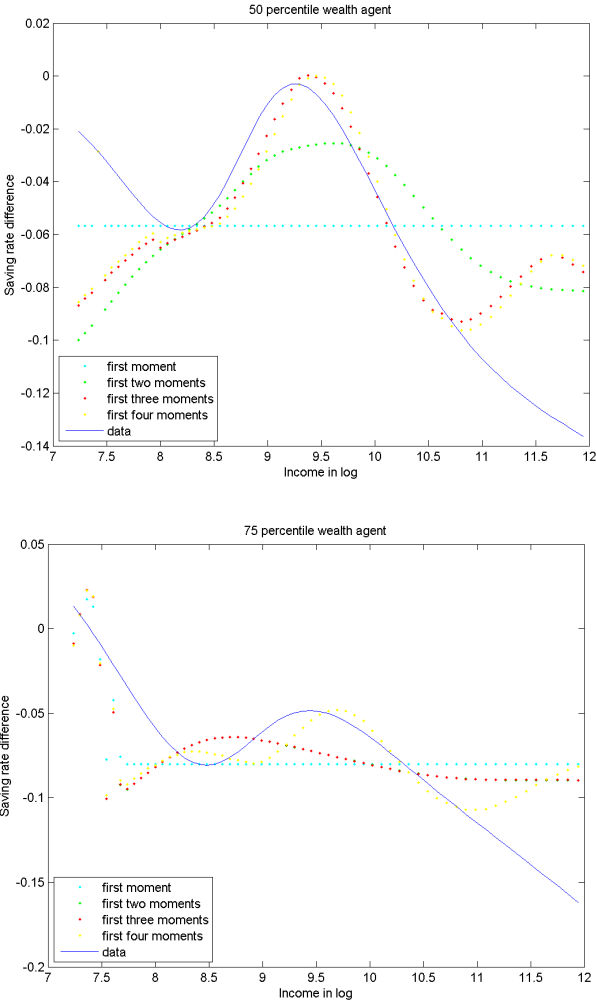 50 percentile wealth agent
0.02
0
-0.02
-0.04
-0.06
-0.08
-0.1
-0.12
-0.14
Saving rate difference
first moment
first two moments
first three moments
first four moments
data
7 7.5 8 8.5 9 9.5 10 10.5 11 11.5 12
Income in log
75 percentile wealth agent
0.05
0
-0.05
-0.1
-0.15
-0.2
Saving rate difference
first moment
first two moments
first three moments
first four moments
data
7 7.5 8 8.5 9 9.5 10 10.5 11 11.5 12
Income in log